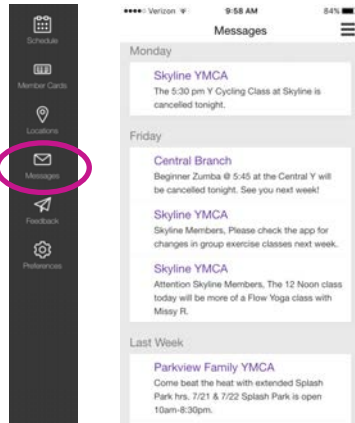 Schedule
Member Cards
Locations
Messages
Feedback
Preferences
Verizon
9:58 AM
84%
Messages
Monday
Skyline YMCA
The 5:30 pm Y Cycling Class at Skyline is
cancelled tonight.
Friday
Central Branch
Beginner Zumba @ 5:45 at the Central Y will
be cancelled tonight. See you next week!
Skyline YMCA
Skyline Members, Please check the app for
changes in group exercise classes next week.
Skyline YMCA
Attention Skyline Members, The 12 Noon class
today will be more of a Flow Yoga class with
Missy R.
Last Week
Parkview Family YMCA
Come beat the heat with extended Splash
Park hrs. 7/21 & 7/22 Splash Park is open
10am-8:30pm.